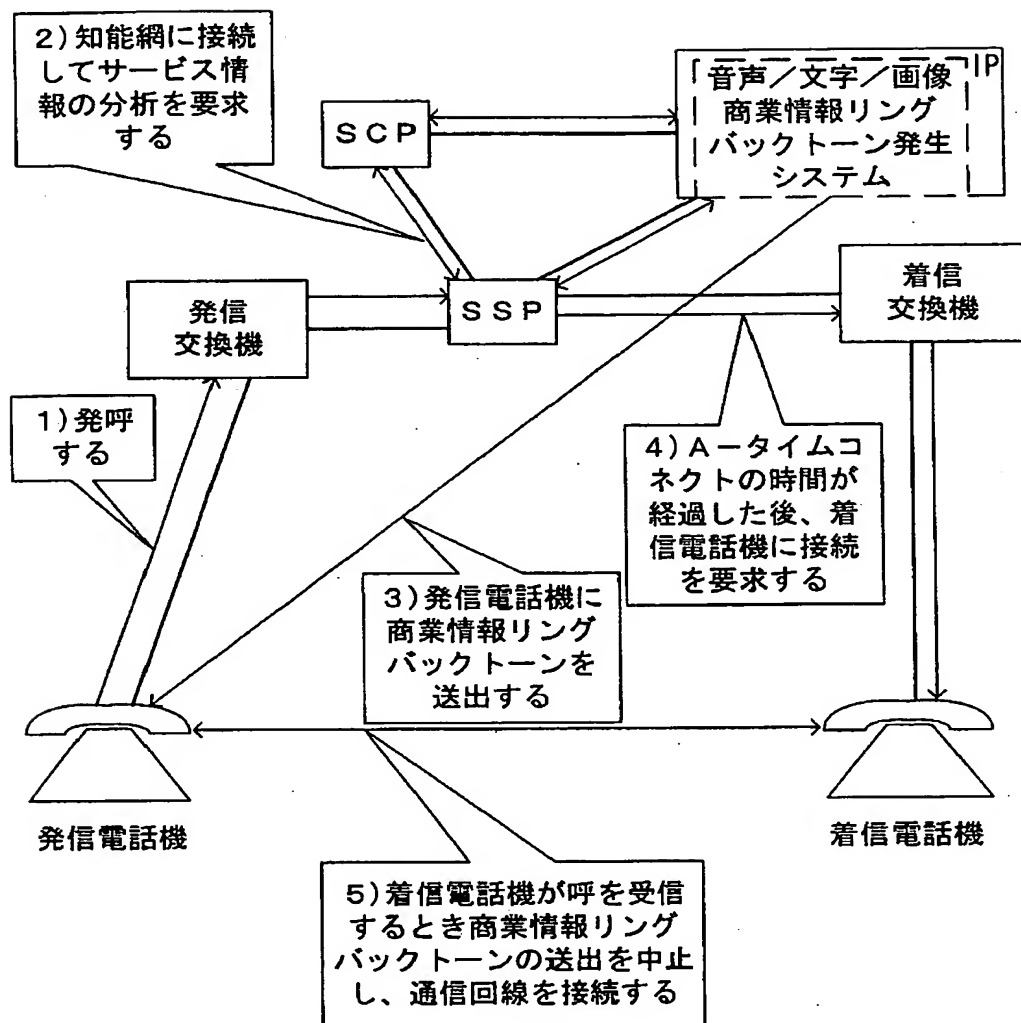 2)知能網に接続
してサービス情
報の分析を要求
する
SCP
IP
音声/文字/画像
商業情報リング
バックトーン発生
システム
発信
交換機
SSP
着信
交換機
1)発呼
する
4)A-タイムコ
ネクトの時間が
経過した後、着
信電話機に接続
を要求する
3)発信電話機に
商業情報リング
バックトーンを
送出する
発信電話機
着信電話機
5)着信電話機が呼を受信
するとき商業情報リング
バックトーンの送出を中止
し、通信回線を接続する